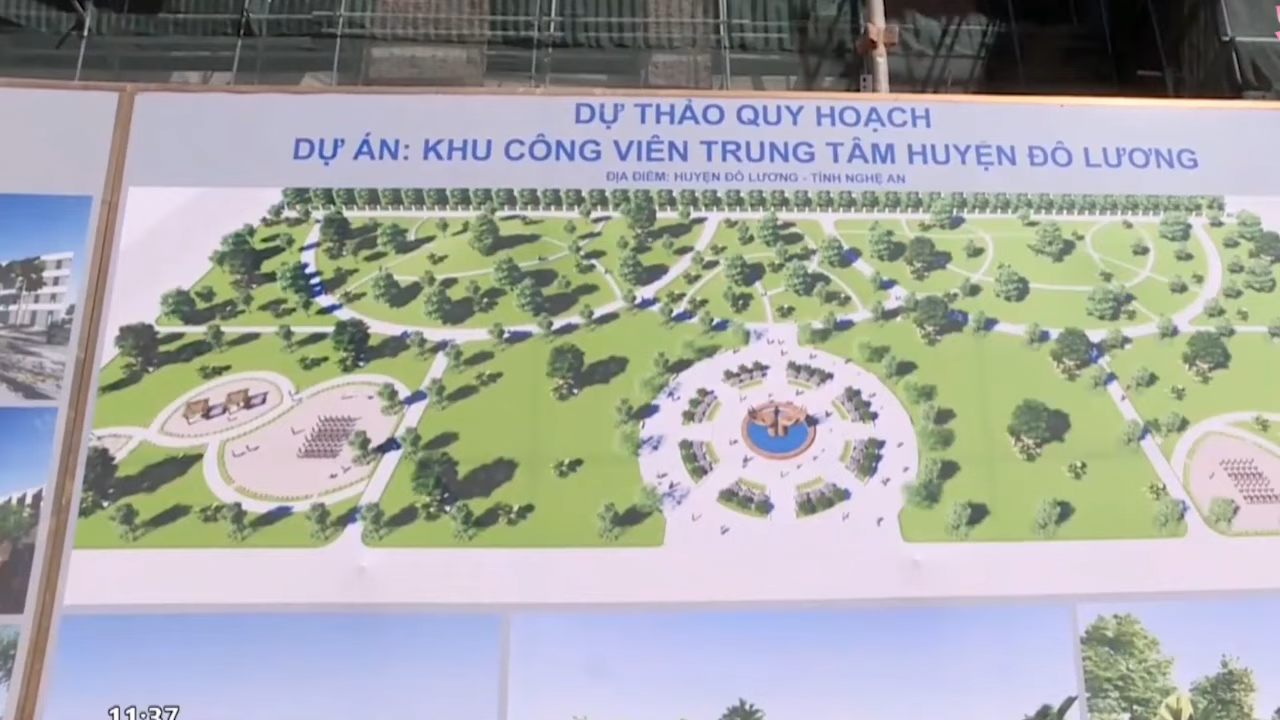 DỰ THẢO QUY HOẠCH
DỰ ÁN: KHU CÔNG VIÊN TRUNG TÂM HUYỆN ĐÔ LƯƠNG
ĐỊA ĐIỂM: HUYỆN ĐÔ LƯƠNG - TỈNH NGHỆ AN
11:37